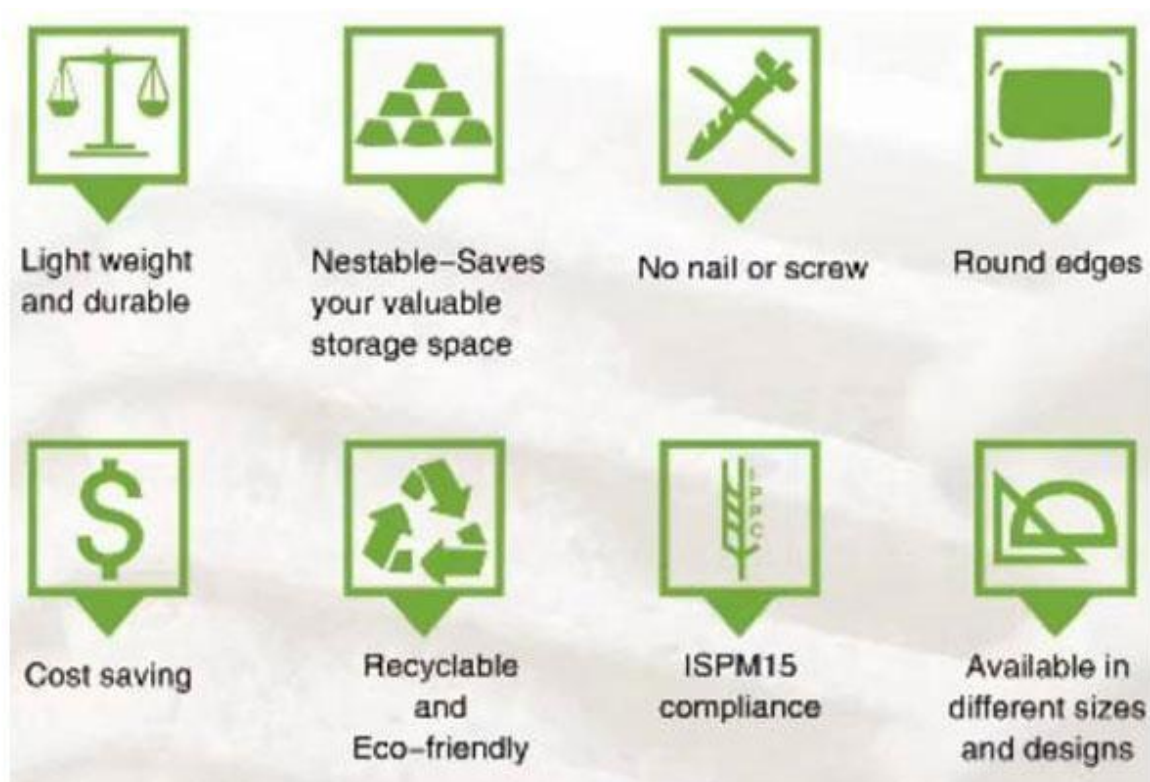 Light weight
and durable
Nestable–Saves
your valuable
storage space
No nail or screw
Round edges
$
Cost saving
Recyclable
and
Eco–friendly
IPPC
ISPM15
compliance
Available in
different sizes
and designs